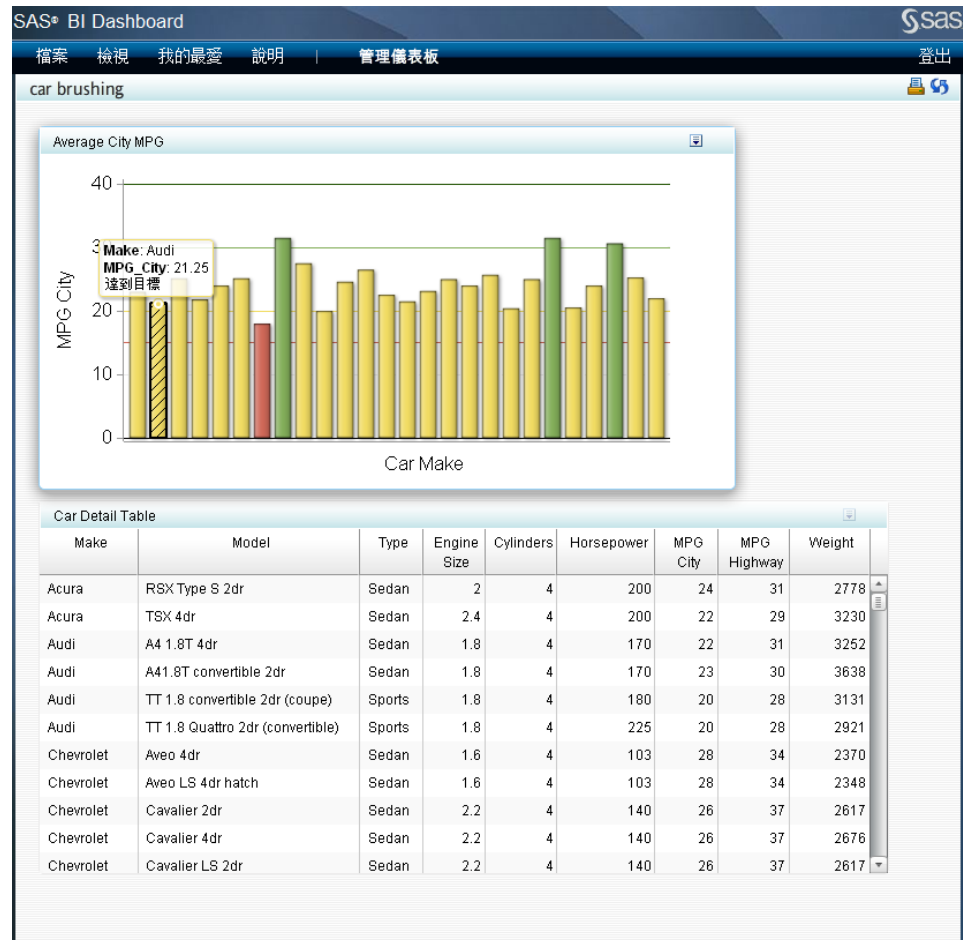 SAS® BI Dashboard
sas
檔案 檢視 我的最愛 說明 | 管理儀表板 登出
car brushing
Average City MPG
40
Make: Audi
MPG_City: 21.25
達到目標
20
10
0
MPG City
Car Make
Car Detail Table
Make Model Type Engine Size Cylinders Horsepower MPG City MPG Highway Weight
Acura RSX Type S 2dr Sedan 2 4 200 24 31 2778
Acura TSX 4dr Sedan 2.4 4 200 22 29 3230
Audi A4 1.8T 4dr Sedan 1.8 4 170 22 31 3252
Audi A41.8T convertible 2dr Sedan 1.8 4 170 23 30 3638
Audi TT 1.8 convertible 2dr (coupe) Sports 1.8 4 180 20 28 3131
Audi TT 1.8 Quattro 2dr (convertible) Sports 1.8 4 225 20 28 2921
Chevrolet Aveo 4dr Sedan 1.6 4 103 28 34 2370
Chevrolet Aveo LS 4dr hatch Sedan 1.6 4 103 28 34 2348
Chevrolet Cavalier 2dr Sedan 2.2 4 140 26 37 2617
Chevrolet Cavalier 4dr Sedan 2.2 4 140 26 37 2676
Chevrolet Cavalier LS 2dr Sedan 2.2 4 140 26 37 2617